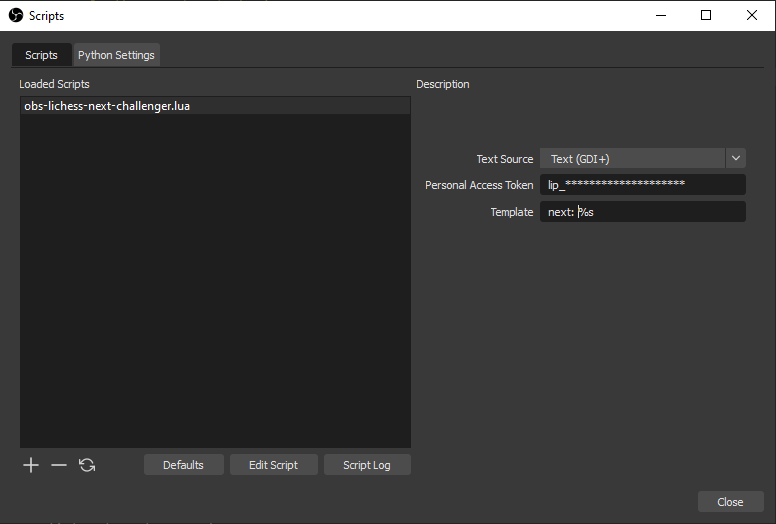 Scripts
Scripts
Python Settings
Loaded Scripts
obs-lichess-next-challenger.lua
Description
Text Source
Text (GDI+)
Personal Access Token
lip_********************
Template
next: %s
Defaults
Edit Script
Script Log
Close